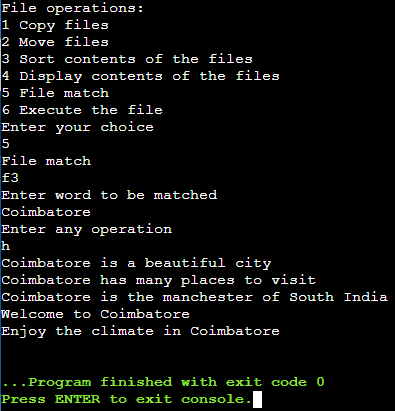 File operations:
1 Copy files
2 Move files
3 Sort contents of the files
4 Display contents of the files
5 File match
6 Execute the file
Enter your choice
5
File match
f3
Enter word to be matched
Coimbatore
Enter any operation
h
Coimbatore is a beautiful city
Coimbatore has many places to visit
Coimbatore is the manchester of South India
Welcome to Coimbatore
Enjoy the climate in Coimbatore
...Program finished with exit code 0
Press ENTER to exit console.